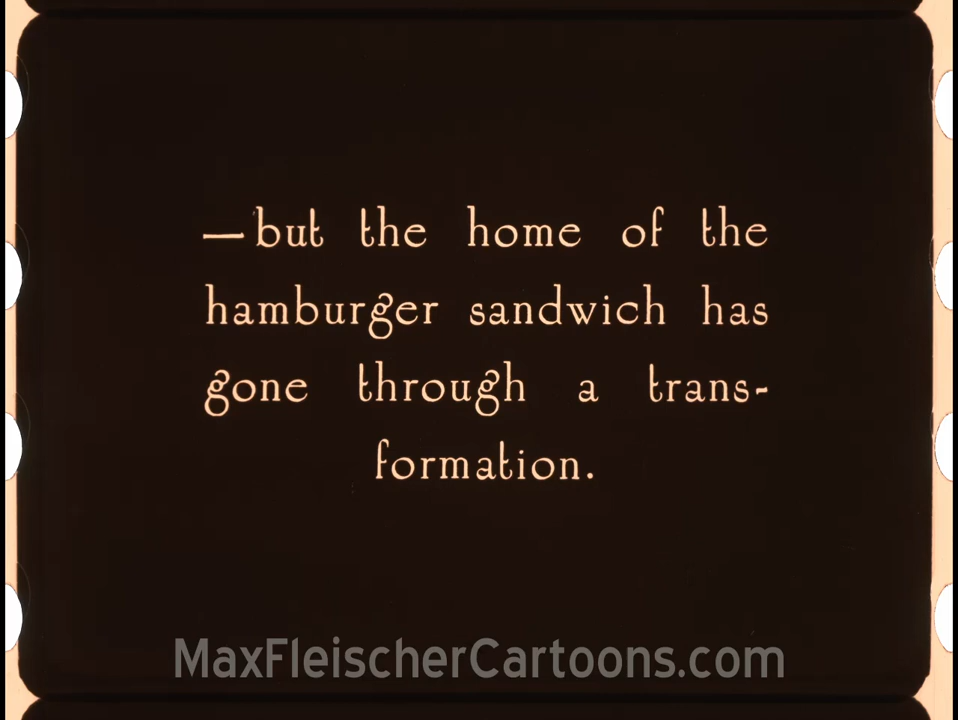 —but the home of the
hamburger sandwich has
gone through a trans-
formation.
MaxFleischerCartoons.com